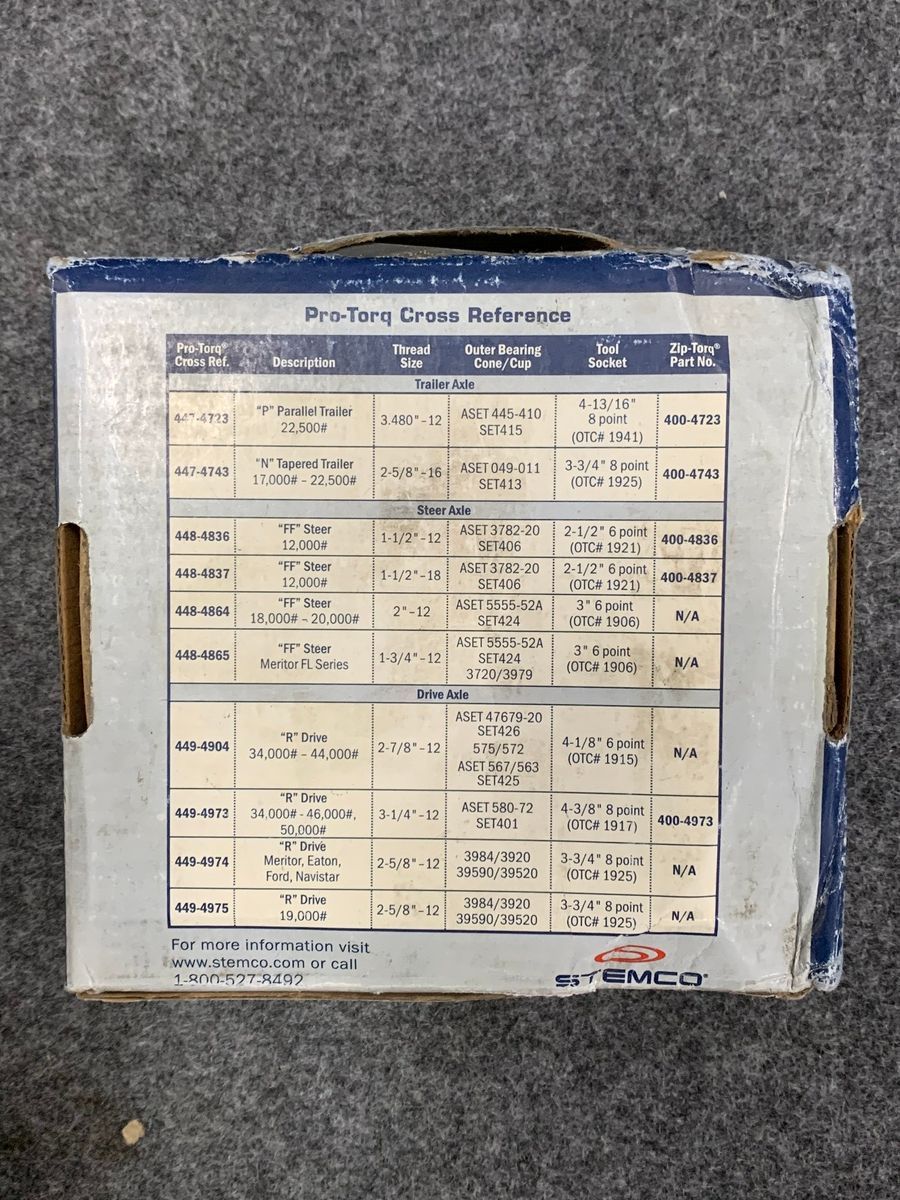 Pro-Torq Cross Reference
Pro-Torq® Cross Ref. Description Thread Size Outer Bearing Cone/Cup Tool Socket Zip-Torq® Part No.
Trailer Axle
447-4723 "P" Parallel Trailer 22,500# 3.480"-12 ASET 445-410 SET415 4-13/16" 8 point (OTC# 1941) 400-4723
447-4743 "N" Tapered Trailer 17,000# - 22,500# 2-5/8"-16 ASET 049-011 SET413 3-3/4" 8 point (OTC# 1925) 400-4743
Steer Axle
448-4836 "FF" Steer 12,000# 1-1/2"-12 ASET 3782-20 SET406 2-1/2" 6 point (OTC# 1921) 400-4836
448-4837 "FF" Steer 12,000# 1-1/2"-18 ASET 3782-20 SET406 2-1/2" 6 point (OTC# 1921) 400-4837
448-4864 "FF" Steer 18,000# - 20,000# 2"-12 ASET 5555-52A SET424 3" 6 point (OTC# 1906) N/A
448-4865 "FF" Steer Meritor FL Series 1-3/4"-12 ASET 5555-52A SET424 3720/3979 3" 6 point (OTC# 1906) N/A
Drive Axle
449-4904 "R" Drive 34,000# - 44,000# 2-7/8"-12 ASET 47679-20 SET426 575/572 ASET 567/563 SET425 4-1/8" 6 point (OTC# 1915) N/A
449-4973 "R" Drive 34,000# - 46,000#, 50,000# 3-1/4"-12 ASET 580-72 SET401 4-3/8" 8 point (OTC# 1917) 400-4973
449-4974 "R" Drive Meritor, Eaton, Ford, Navistar 2-5/8"-12 3984/3920 39590/39520 3-3/4" 8 point (OTC# 1925) N/A
449-4975 "R" Drive 19,000# 2-5/8"-12 3984/3920 39590/39520 3-3/4" 8 point (OTC# 1925) N/A
For more information visit
www.stemco.com or call
1-800-527-8492
STEMCO®